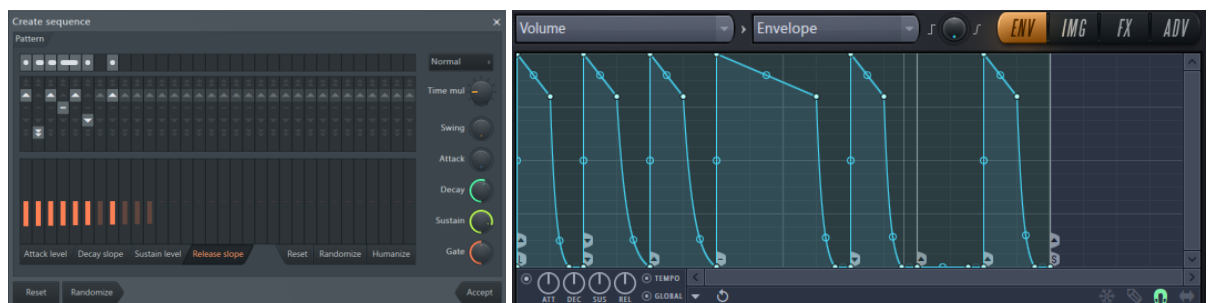 Create sequence
Pattern
Normal
Time mul
Swing
Attack
Decay
Sustain
Gate
Attack level Decay slope Sustain level Release slope Reset Randomize Humanize
Reset Randomize Accept
Volume Envelope ENV IMG FX ADV
L S
TEMPO
ATT DEC SUS REL GLOBAL